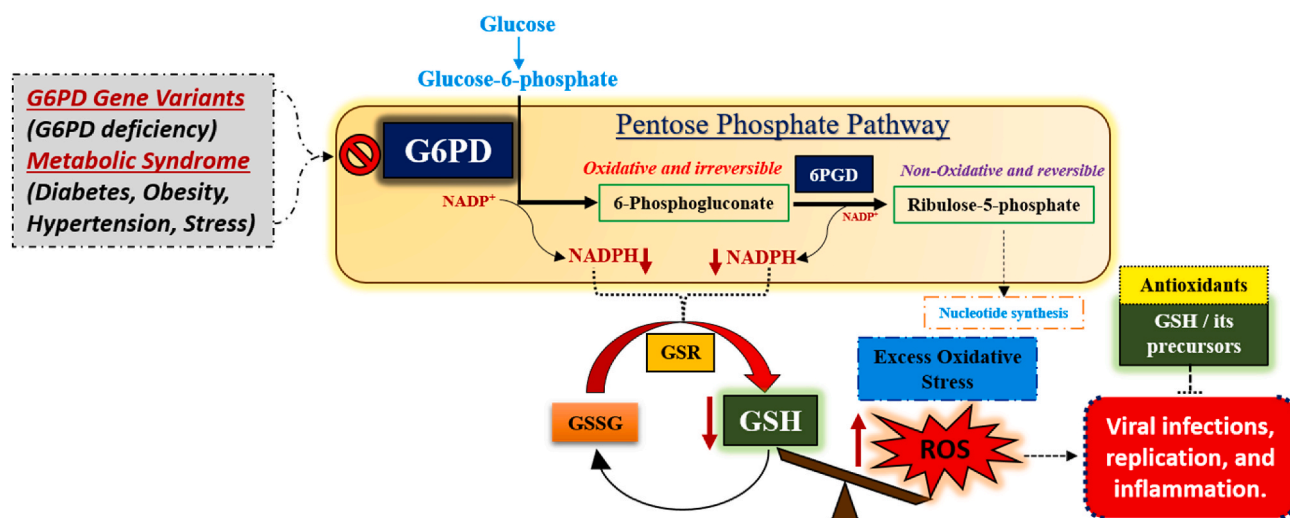 Glucose
Glucose-6-phosphate
G6PD Gene Variants
(G6PD deficiency)
Metabolic Syndrome
(Diabetes, Obesity,
Hypertension, Stress)
Pentose Phosphate Pathway
G6PD
Oxidative and irreversible
6PGD
Non-Oxidative and reversible
NADP+
6-Phosphogluconate
NADP+
Ribulose-5-phosphate
NADPH
NADPH
Nucleotide synthesis
Antioxidants
GSH / its
precursors
GSR
Excess Oxidative
Stress
GSSG
GSH
ROS
Viral infections,
replication, and
inflammation.